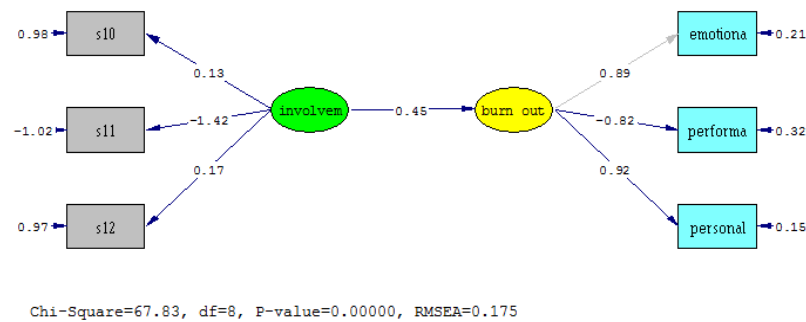 0.98 s10 emotiona 0.21
0.13 0.89
-1.02 s11 -1.42 involvem 0.45 burn out -0.82 performa 0.32
0.17 0.92
0.97 s12 personal 0.15
Chi-Square=67.83, df=8, P-value=0.00000, RMSEA=0.175